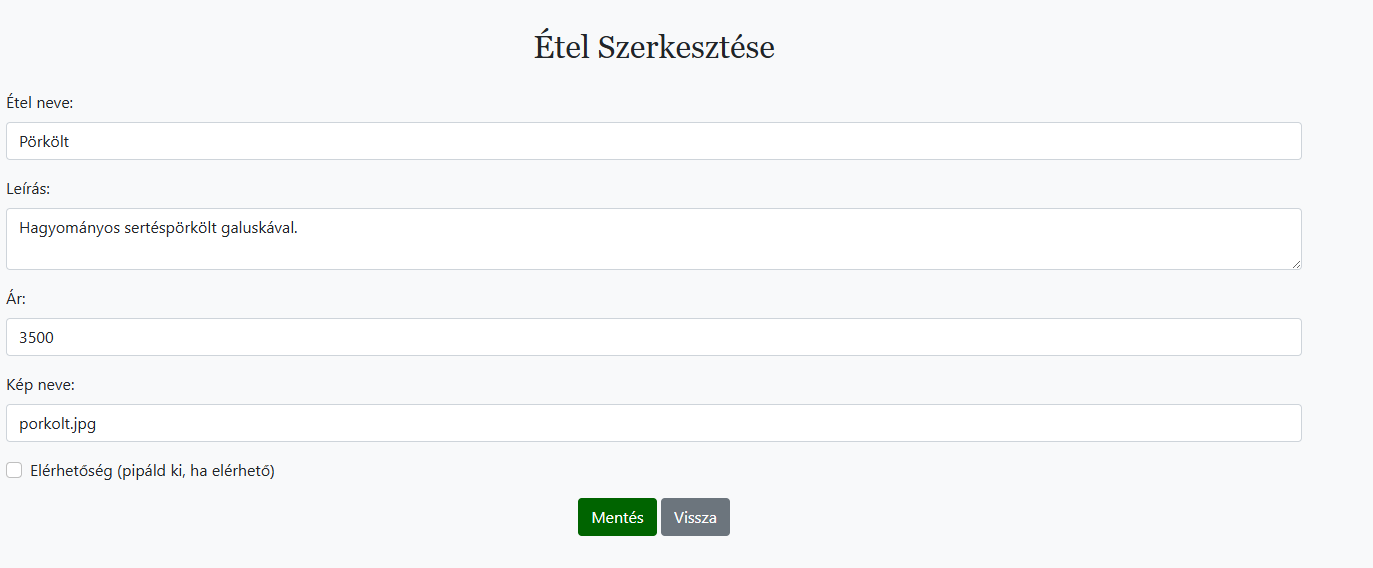 Étel Szerkesztése
Étel neve:
Pörkölt
Leírás:
Hagyományos sertéspörkölt galuskával.
Ár:
3500
Kép neve:
porkolt.jpg
Elérhetőség (pipáld ki, ha elérhető)
Mentés Vissza